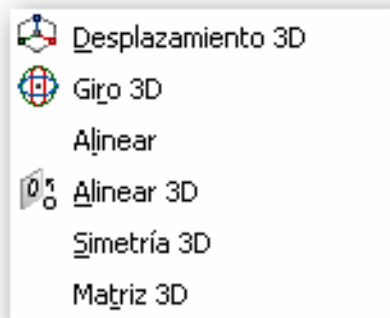 Desplazamiento 3D
Giro 3D
Alinear
Alinear 3D
Simetría 3D
Matriz 3D